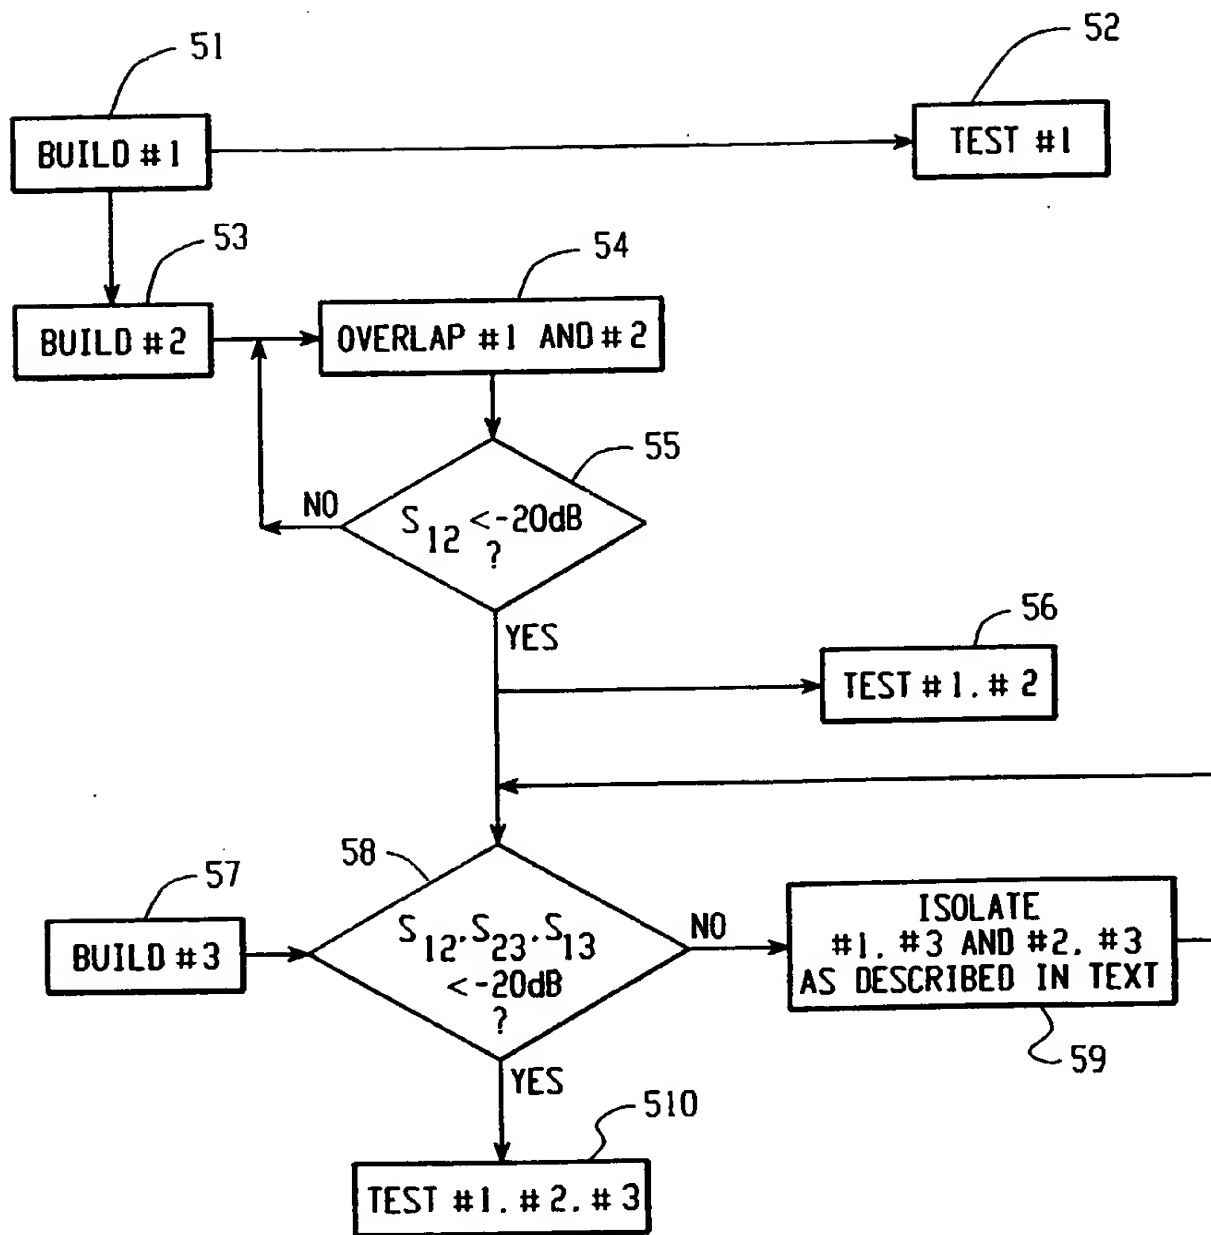 51
52
BUILD #1
TEST #1
53
54
BUILD #2
OVERLAP #1 AND #2
55
NO
S12 <-20dB
?
YES
56
TEST #1, #2
58
57
BUILD #3
S12, S23, S13
<-20dB
?
NO
ISOLATE
#1, #3 AND #2, #3
AS DESCRIBED IN TEXT
59
YES
510
TEST #1, #2, #3